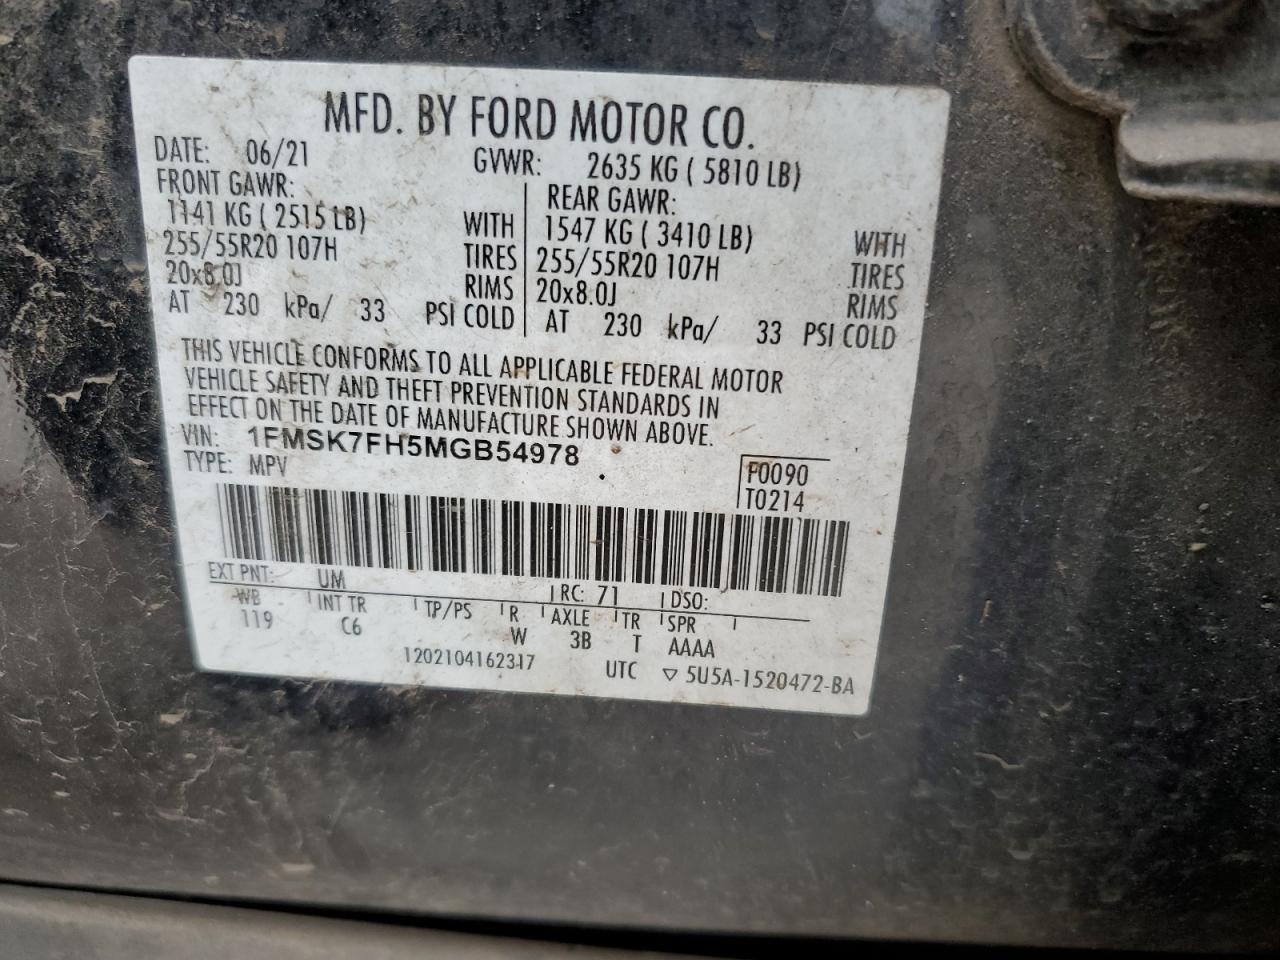 MFD. BY FORD MOTOR CO.
DATE: 06/21 GVWR: 2635 KG ( 5810 LB)
FRONT GAWR:
1141 KG ( 2515 LB) WITH
255/55R20 107H TIRES
20x8.0J RIMS
AT 230 kPa/ 33 PSI COLD
REAR GAWR:
1547 KG ( 3410 LB) WITH
255/55R20 107H TIRES
20x8.0J RIMS
AT 230 kPa/ 33 PSI COLD
THIS VEHICLE CONFORMS TO ALL APPLICABLE FEDERAL MOTOR
VEHICLE SAFETY AND THEFT PREVENTION STANDARDS IN
EFFECT ON THE DATE OF MANUFACTURE SHOWN ABOVE.
VIN: 1FMSK7FH5MGB54978
TYPE: MPV
F0090
T0214
EXT PNT: UM RC: 71 DSO:
WB INT TR TP/PS R AXLE TR SPR
119 C6 W 3B T AAAA
1202104162317 UTC ▽ 5U5A-1520472-BA